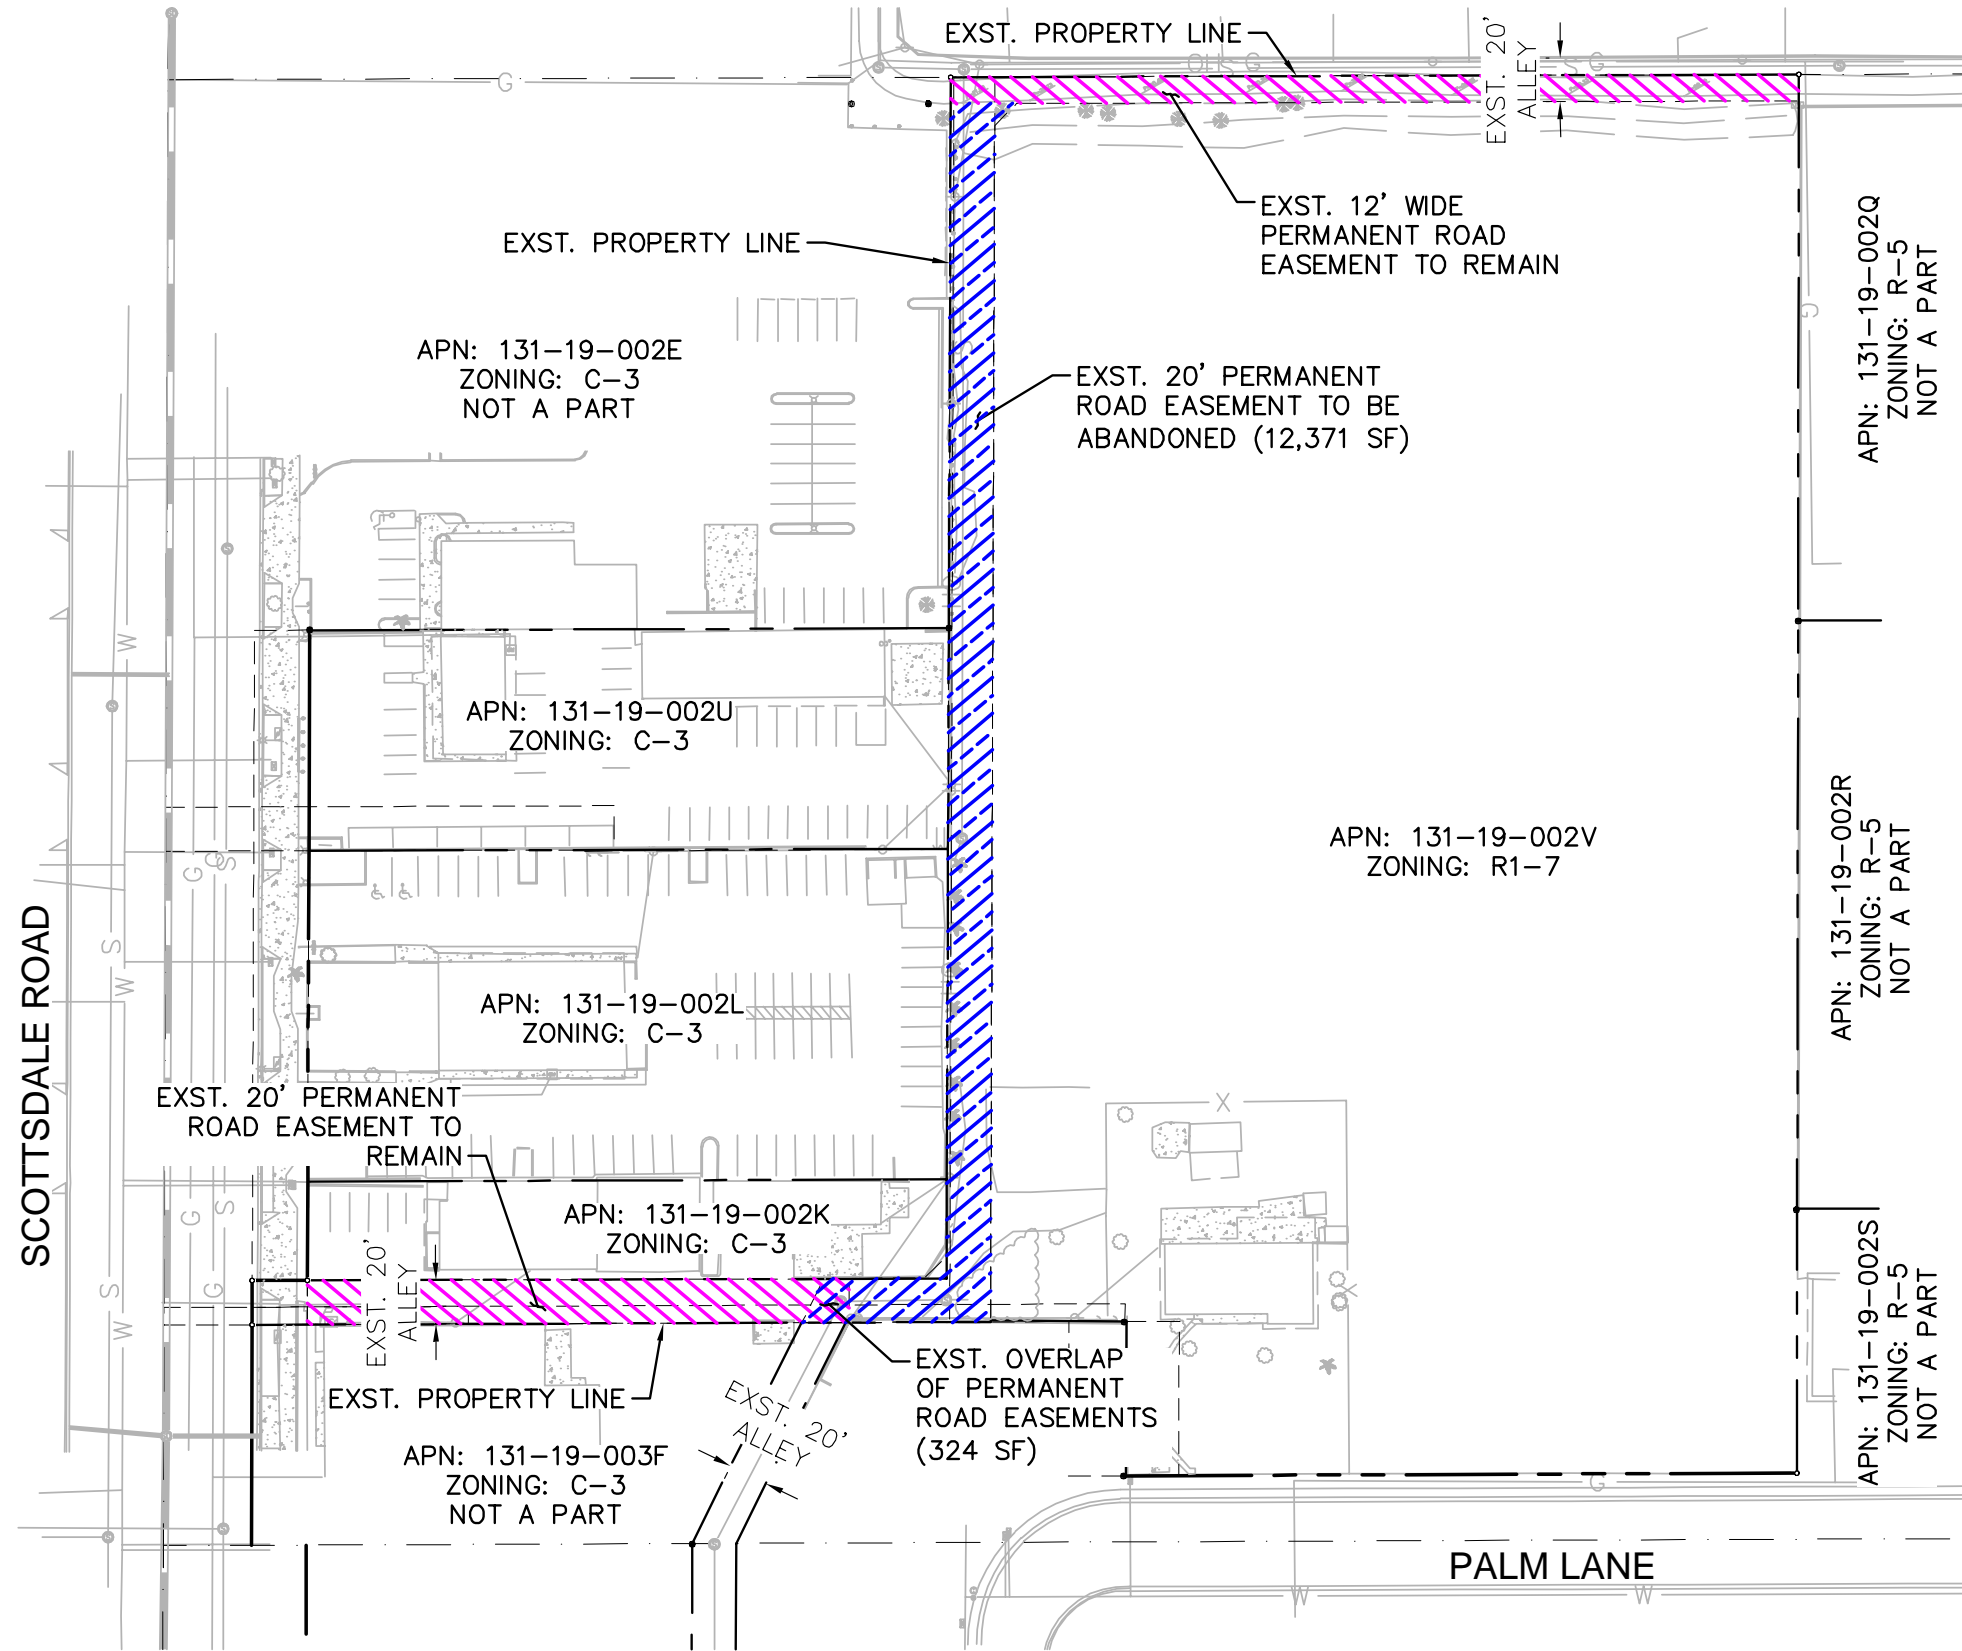 EXST. PROPERTY LINE
EXST. 20'
ALLEY
G
OHS G
G
EXST. 12' WIDE
PERMANENT ROAD
EASEMENT TO REMAIN
EXST. PROPERTY LINE
APN: 131-19-002Q
ZONING: R-5
NOT A PART
G
APN: 131-19-002E
ZONING: C-3
NOT A PART
EXST. 20' PERMANENT
ROAD EASEMENT TO BE
ABANDONED (12,371 SF)
W
APN: 131-19-002U
ZONING: C-3
APN: 131-19-002V
ZONING: R1-7
APN: 131-19-002R
ZONING: R-5
NOT A PART
G
G
S
SCOTTSDALE ROAD
S
W
APN: 131-19-002L
ZONING: C-3
EXST. 20' PERMANENT
ROAD EASEMENT TO
REMAIN
X
APN: 131-19-002K
ZONING: C-3
G
S
EXST. 20'
ALLEY
APN: 131-19-002S
ZONING: R-5
NOT A PART
X
S
W
G
EXST. PROPERTY LINE
EXST. 20'
ALLEY
EXST. OVERLAP
OF PERMANENT
ROAD EASEMENTS
(324 SF)
APN: 131-19-003F
ZONING: C-3
NOT A PART
G
PALM LANE
W
W